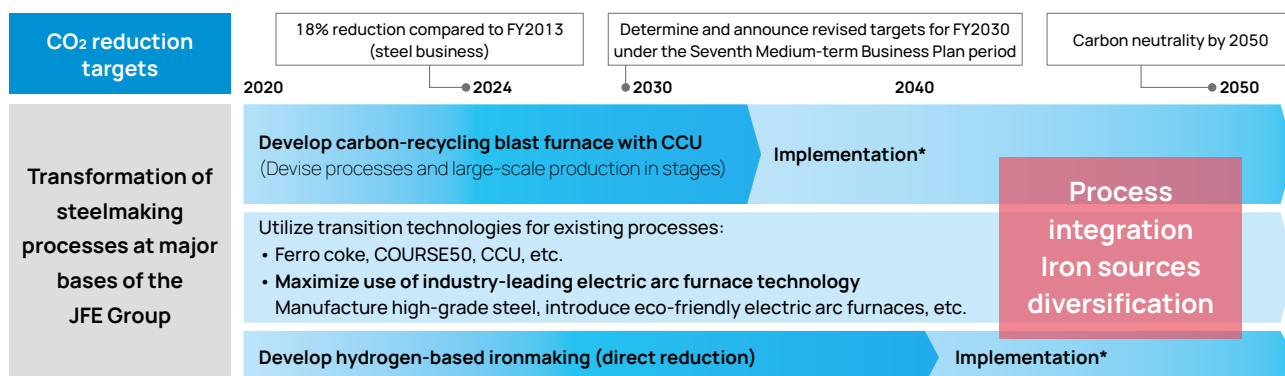 CO₂ reduction
targets
18% reduction compared to FY2013
(steel business)
Determine and announce revised targets for FY2030
under the Seventh Medium-term Business Plan period
Carbon neutrality by 2050
2020
2024
2030
2040
2050
Transformation of
steelmaking
processes at major
bases of the
JFE Group
Develop carbon-recycling blast furnace with CCU
(Devise processes and large-scale production in stages)
Implementation*
Utilize transition technologies for existing processes:
• Ferro coke, COURSE50, CCU, etc.
• Maximize use of industry-leading electric arc furnace technology
Manufacture high-grade steel, introduce eco-friendly electric arc furnaces, etc.
Process
integration
Iron sources
diversification
Develop hydrogen-based ironmaking (direct reduction)
Implementation*